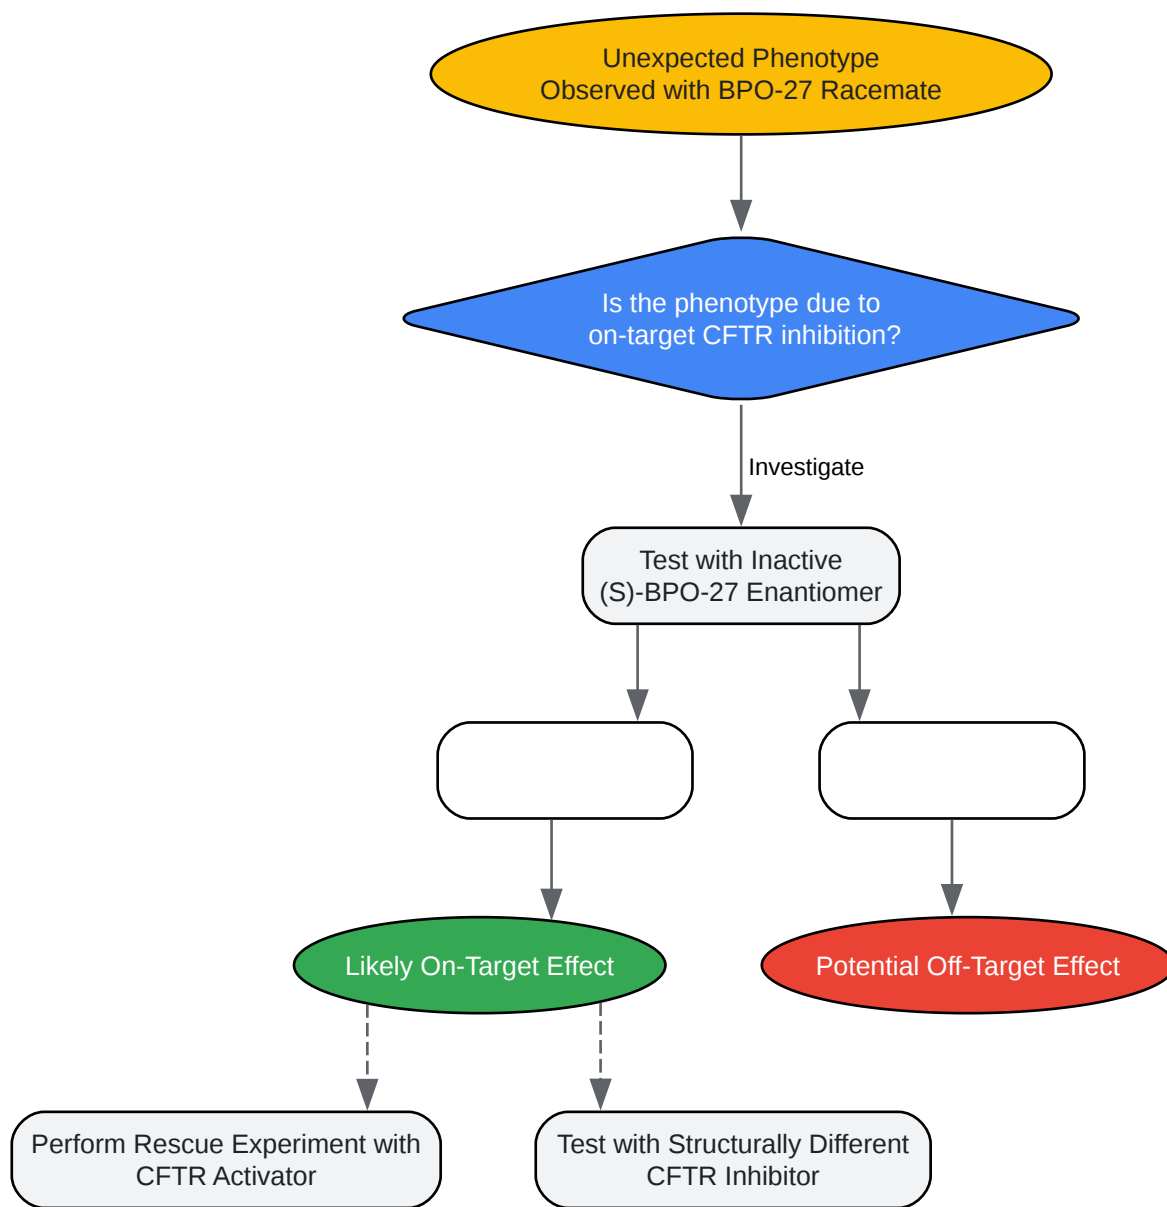 Unexpected Phenotype
Observed with BPO-27 Racemate
Is the phenotype due to
on-target CFTR inhibition?
Investigate
Test with Inactive
(S)-BPO-27 Enantiomer
Likely On-Target Effect
Potential Off-Target Effect
Perform Rescue Experiment with
CFTR Activator
Test with Structurally Different
CFTR Inhibitor